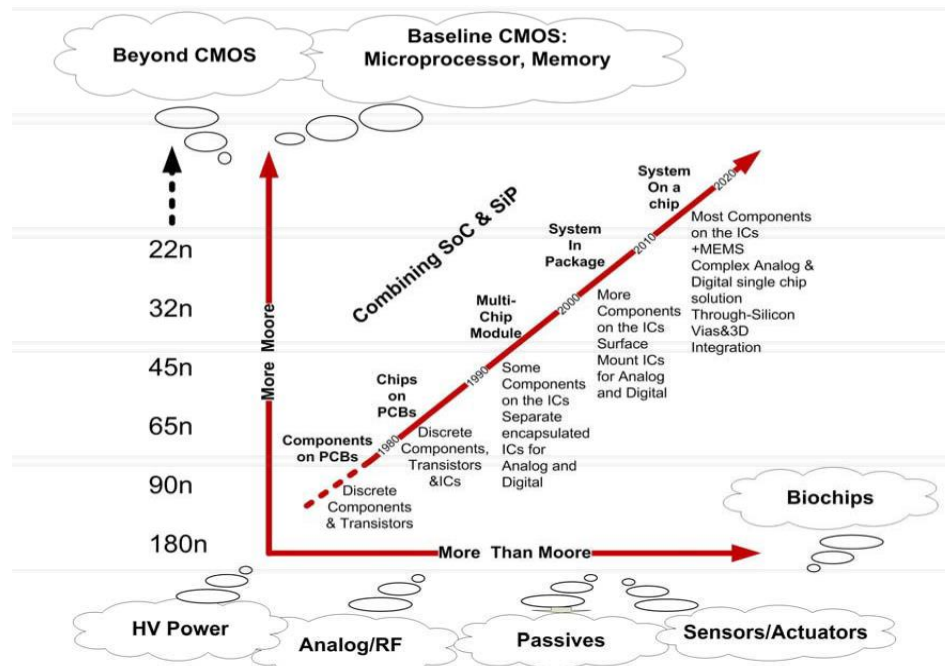 Beyond CMOS
Baseline CMOS:
Microprocessor, Memory
22n
32n
45n
65n
90n
180n
More Moore
Combining SoC & SiP
Components
on PCBs
1980
Chips
on
PCBs
1990
Multi-
Chip
Module
2000
System
In
Package
2010
System
On a
chip
2020
Discrete
Components
& Transistors
Discrete
Components,
Transistors
&ICs
Some
Components
on the ICs
Separate
encapsulated
ICs for
Analog and
Digital
More
Components
on the ICs
Surface
Mount ICs
for Analog
and Digital
Most Components
on the ICs
+MEMS
Complex Analog &
Digital single chip
solution
Through-Silicon
Vias&3D
Integration
More Than Moore
Biochips
HV Power
Analog/RF
Passives
Sensors/Actuators